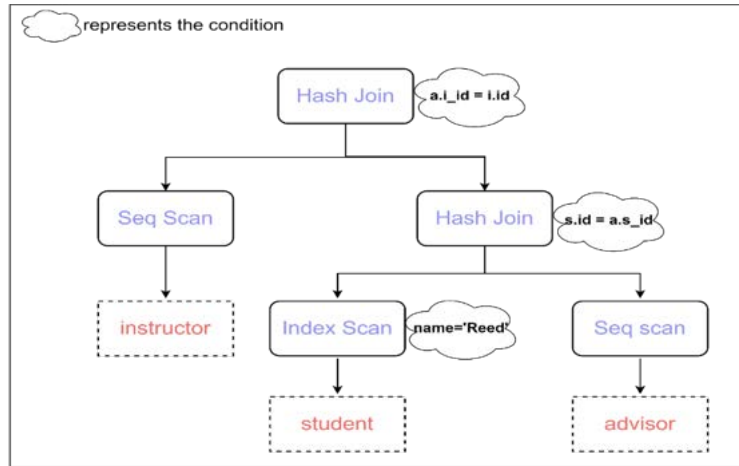 represents the condition
Hash Join
a.i_id = i.id
Seq Scan
Hash Join
s.id = a.s_id
instructor
Index Scan
name='Reed'
Seq scan
student
advisor